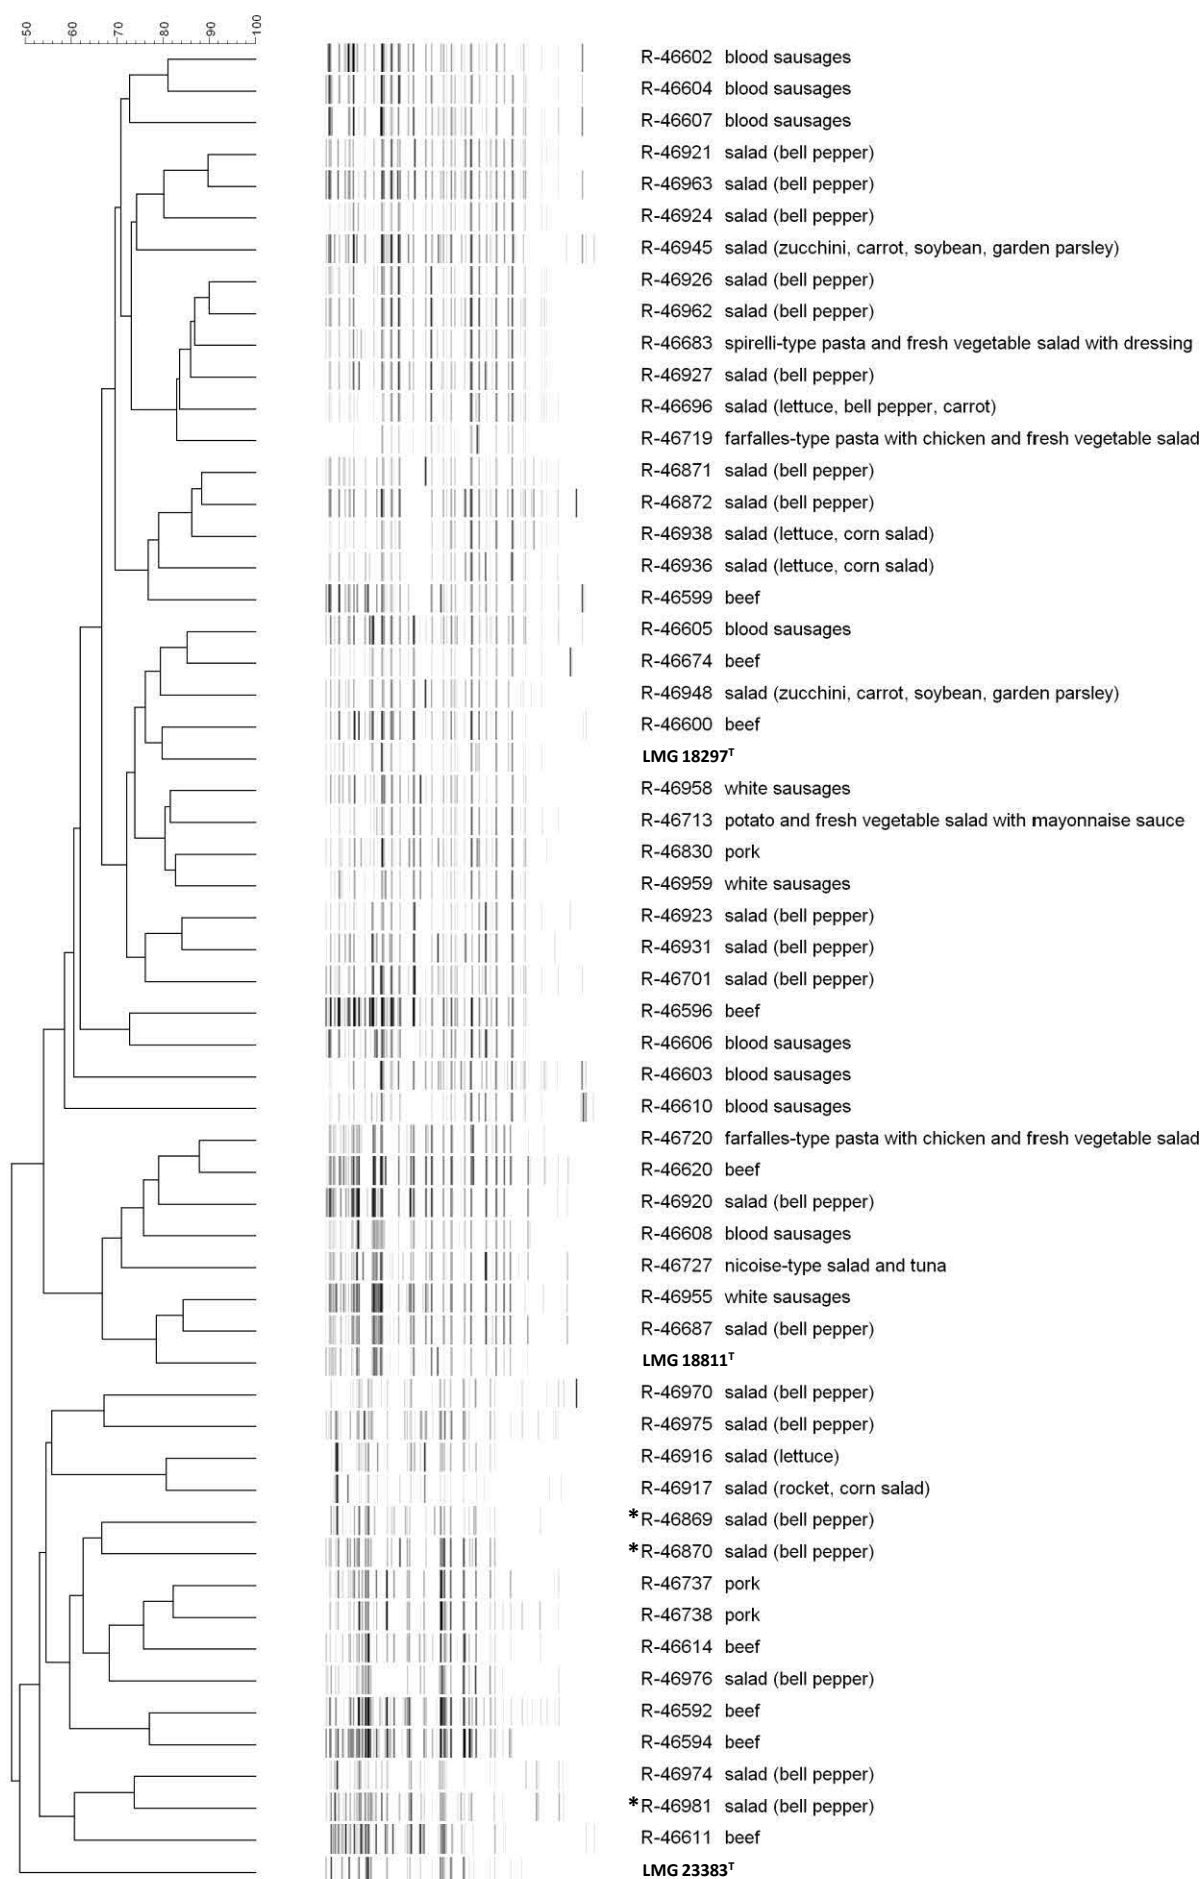 50 60 70 80 90 100
R-46602 blood sausages
R-46604 blood sausages
R-46607 blood sausages
R-46921 salad (bell pepper)
R-46963 salad (bell pepper)
R-46924 salad (bell pepper)
R-46945 salad (zucchini, carrot, soybean, garden parsley)
R-46926 salad (bell pepper)
R-46962 salad (bell pepper)
R-46683 spirelli-type pasta and fresh vegetable salad with dressing
R-46927 salad (bell pepper)
R-46696 salad (lettuce, bell pepper, carrot)
R-46719 farfalles-type pasta with chicken and fresh vegetable salad
R-46871 salad (bell pepper)
R-46872 salad (bell pepper)
R-46938 salad (lettuce, corn salad)
R-46936 salad (lettuce, corn salad)
R-46599 beef
R-46605 blood sausages
R-46674 beef
R-46948 salad (zucchini, carrot, soybean, garden parsley)
R-46600 beef
LMG 18297ᵀ
R-46958 white sausages
R-46713 potato and fresh vegetable salad with mayonnaise sauce
R-46830 pork
R-46959 white sausages
R-46923 salad (bell pepper)
R-46931 salad (bell pepper)
R-46701 salad (bell pepper)
R-46596 beef
R-46606 blood sausages
R-46603 blood sausages
R-46610 blood sausages
R-46720 farfalles-type pasta with chicken and fresh vegetable salad
R-46620 beef
R-46920 salad (bell pepper)
R-46608 blood sausages
R-46727 nicoise-type salad and tuna
R-46955 white sausages
R-46687 salad (bell pepper)
LMG 18811ᵀ
R-46970 salad (bell pepper)
R-46975 salad (bell pepper)
R-46916 salad (lettuce)
R-46917 salad (rocket, corn salad)
*R-46869 salad (bell pepper)
*R-46870 salad (bell pepper)
R-46737 pork
R-46738 pork
R-46614 beef
R-46976 salad (bell pepper)
R-46592 beef
R-46594 beef
R-46974 salad (bell pepper)
*R-46981 salad (bell pepper)
R-46611 beef
LMG 23383ᵀ